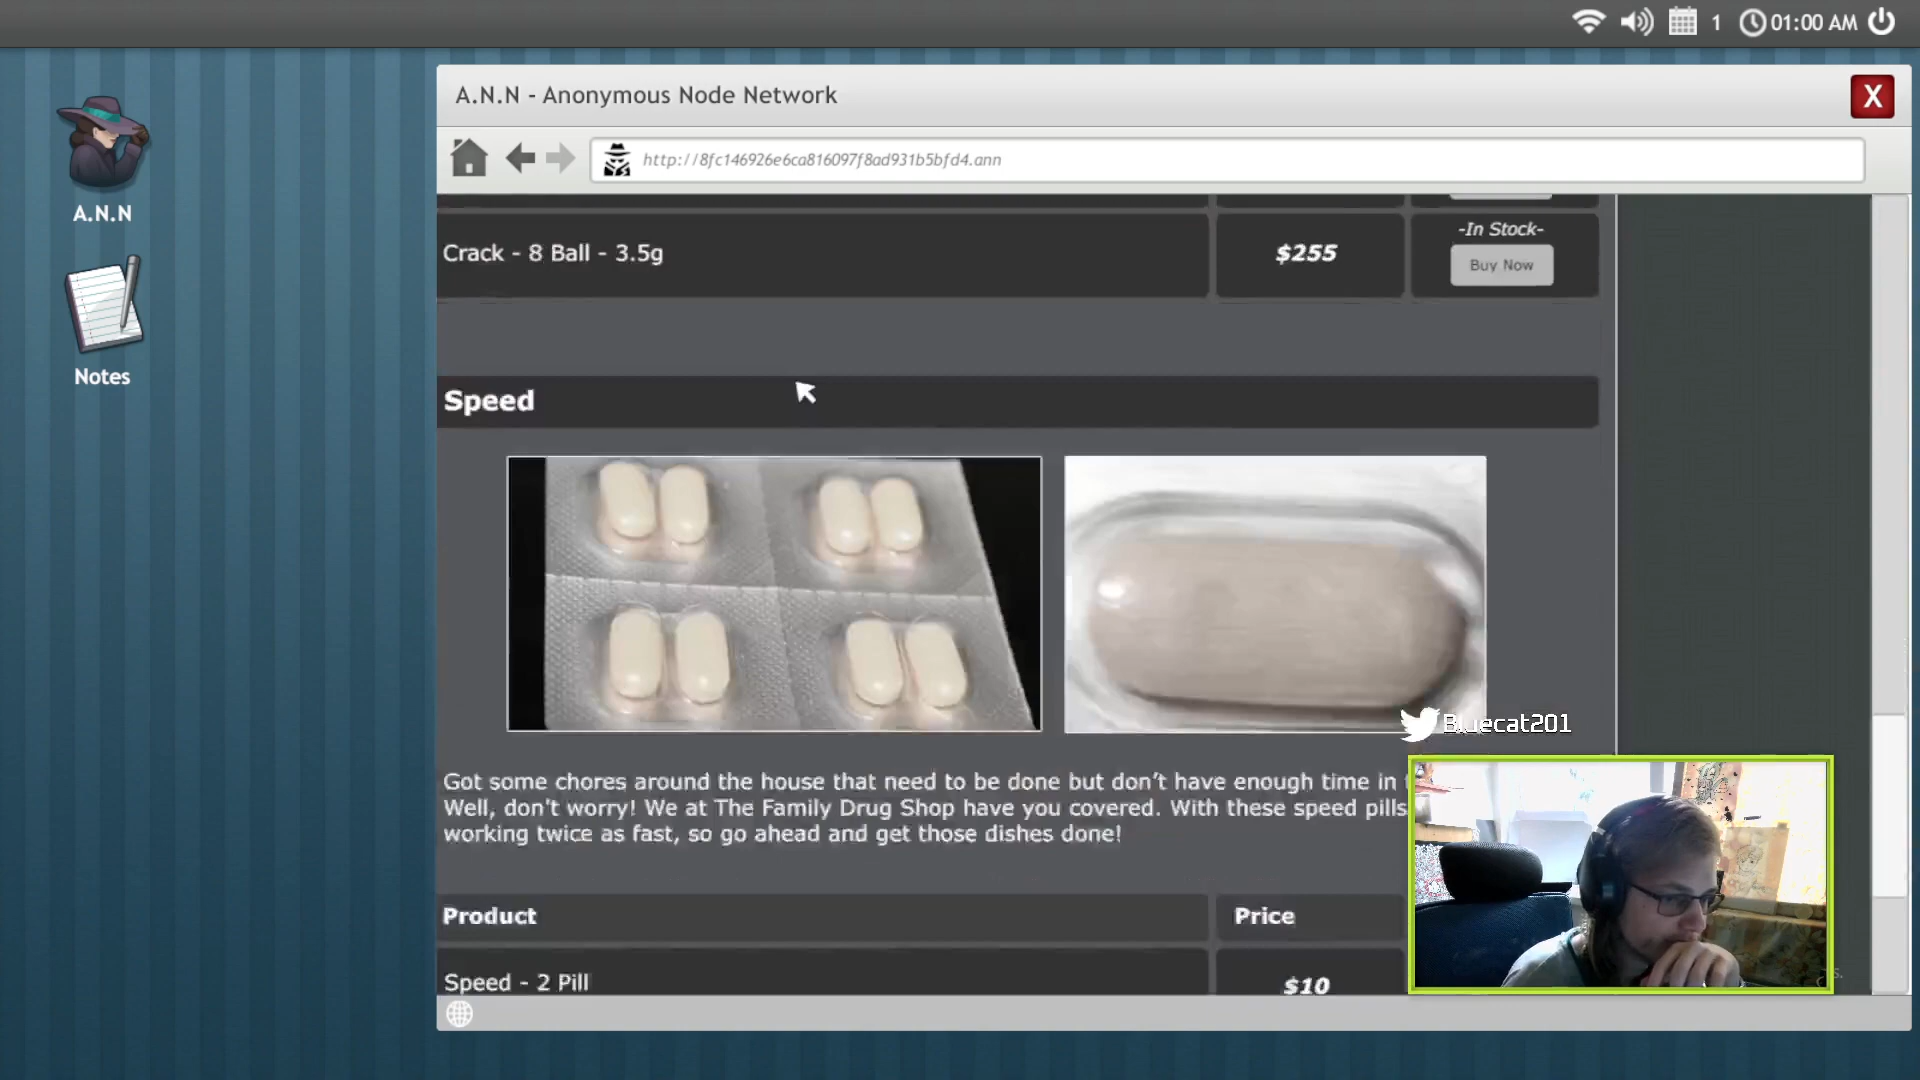 1
01:00 AM
A.N.N - Anonymous Node Network
X
http://8fc146926e6ca816097f8ad931b5bfd4.ann
A.N.N
Notes
Crack - 8 Ball - 3.5g
$255
-In Stock-
Buy Now
Speed
Bluecat201
Got some chores around the house that need to be done but don't have enough time in
Well, don't worry! We at The Family Drug Shop have you covered. With these speed pills
working twice as fast, so go ahead and get those dishes done!
Product
Price
Speed - 2 Pill
$10